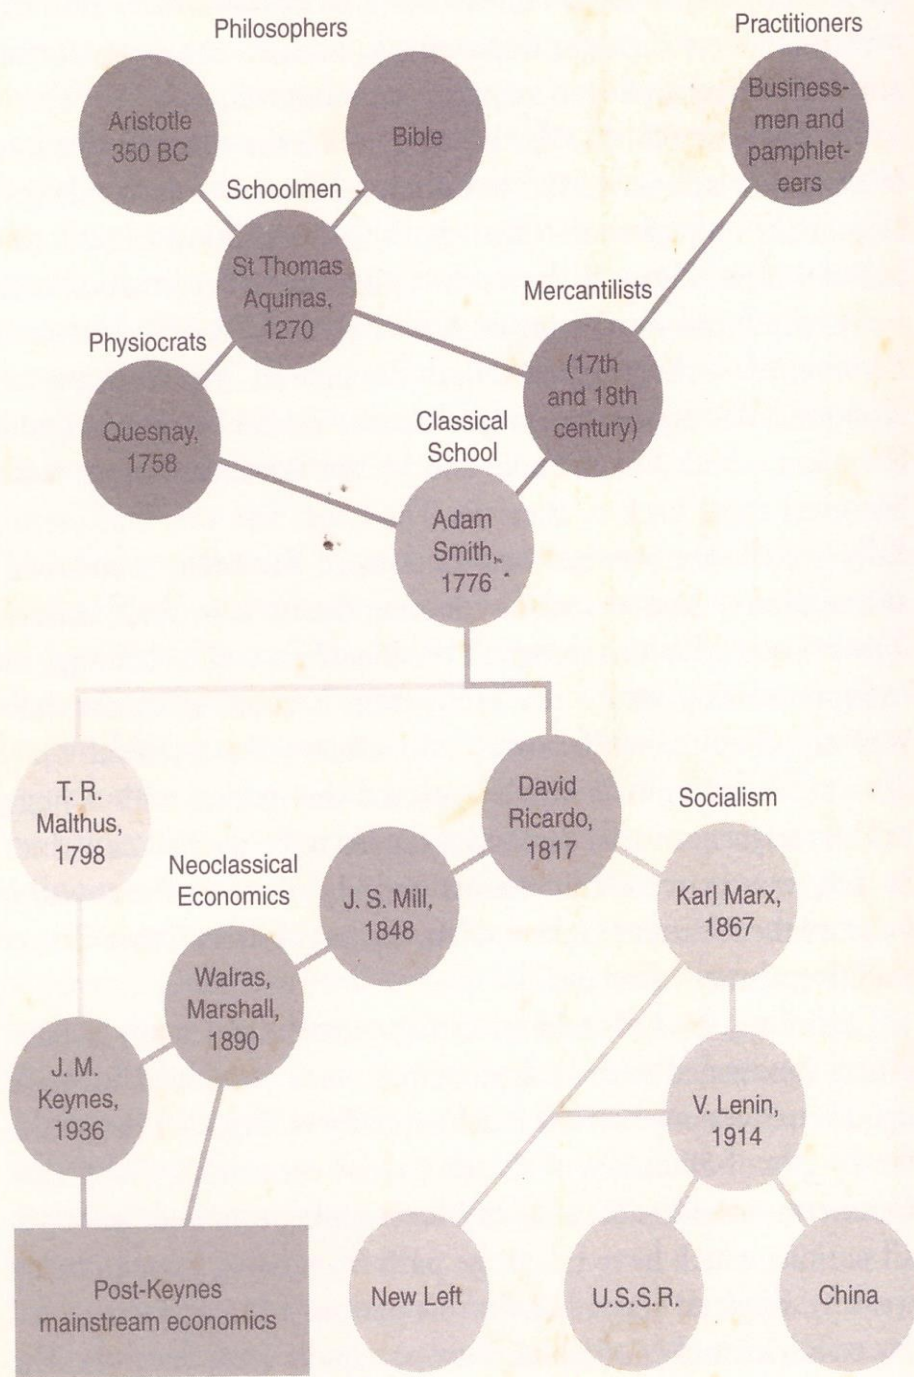 Philosophers
Practitioners
Aristotle
350 BC
Bible
Business-
men and
pamphlet-
eers
Schoolmen
St Thomas
Aquinas,
1270
Mercantilists
(17th
and 18th
century)
Physiocrats
Quesnay,
1758
Classical
School
Adam
Smith,
1776
T. R.
Malthus,
1798
David
Ricardo,
1817
Socialism
Neoclassical
Economics
J. S. Mill,
1848
Karl Marx,
1867
Walras,
Marshall,
1890
J. M.
Keynes,
1936
V. Lenin,
1914
Post-Keynes
mainstream economics
New Left
U.S.S.R.
China